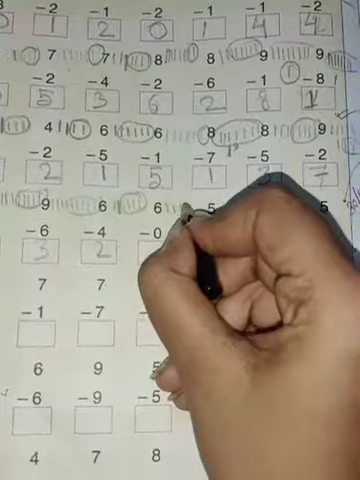 -2 -1 -2 -1 -1 -2
1 2 0 1 4 4
7 7 8 8 9 9
-2 -4 -2 -6 -1 -8
5 3 6 2 8 1
4 6 6 8 8 9
-2 -5 -1 -7 -5 -2
2 1 5 1 3 7
9 6 6 5 5
-6 -4 -0
3 2
7 7
-1 -7 -
6 9 5
-6 -9 -5
4 7 8